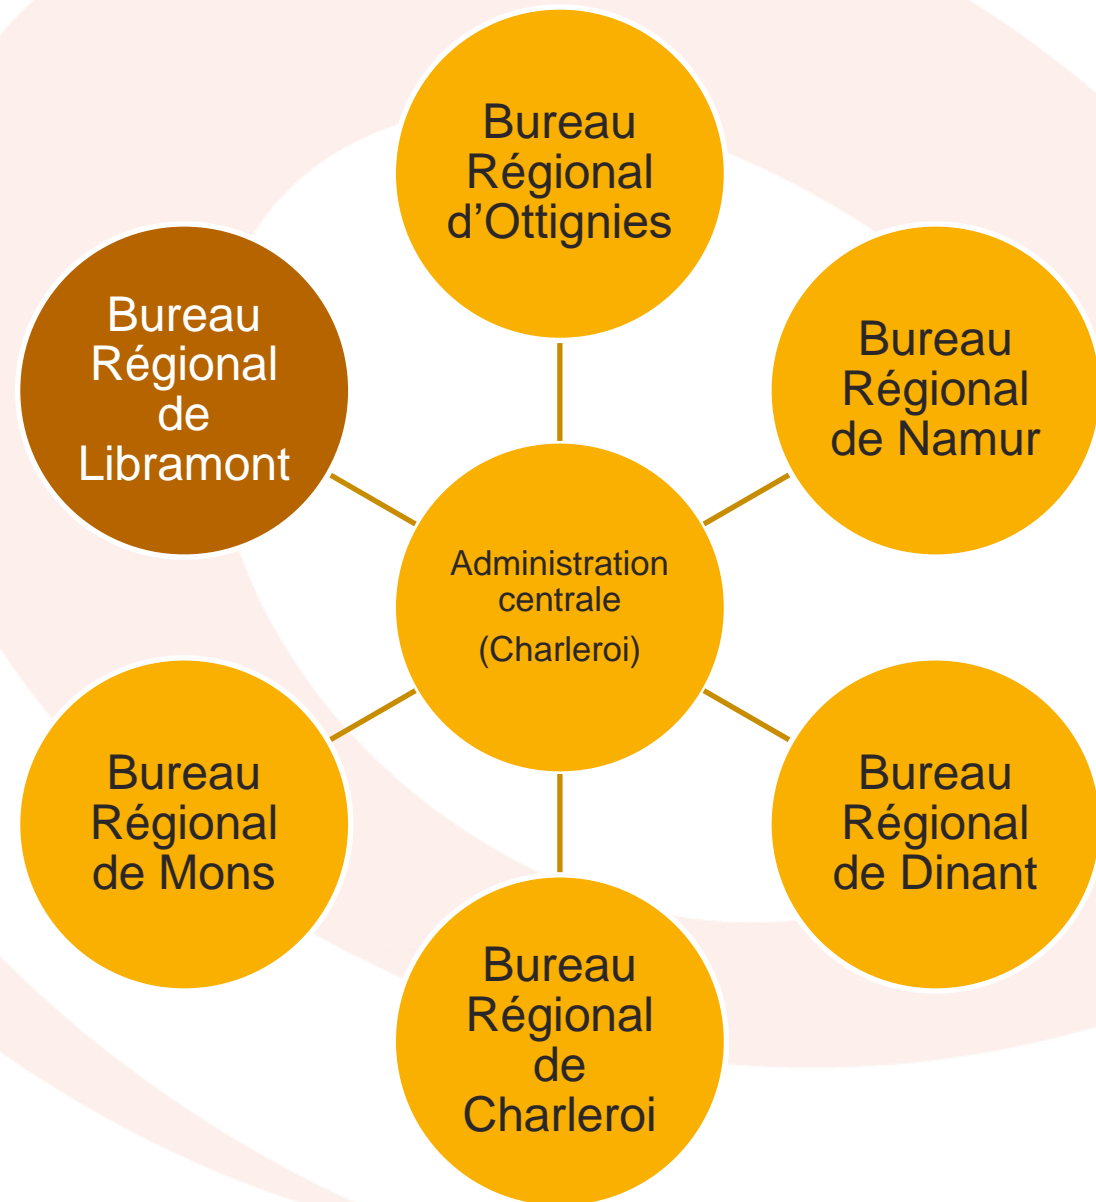 Bureau
Régional
d’Ottignies
Bureau
Régional
de Namur
Bureau
Régional
de Dinant
Bureau
Régional
de
Charleroi
Bureau
Régional
de Mons
Bureau
Régional
de
Libramont
Administration
centrale
(Charleroi)